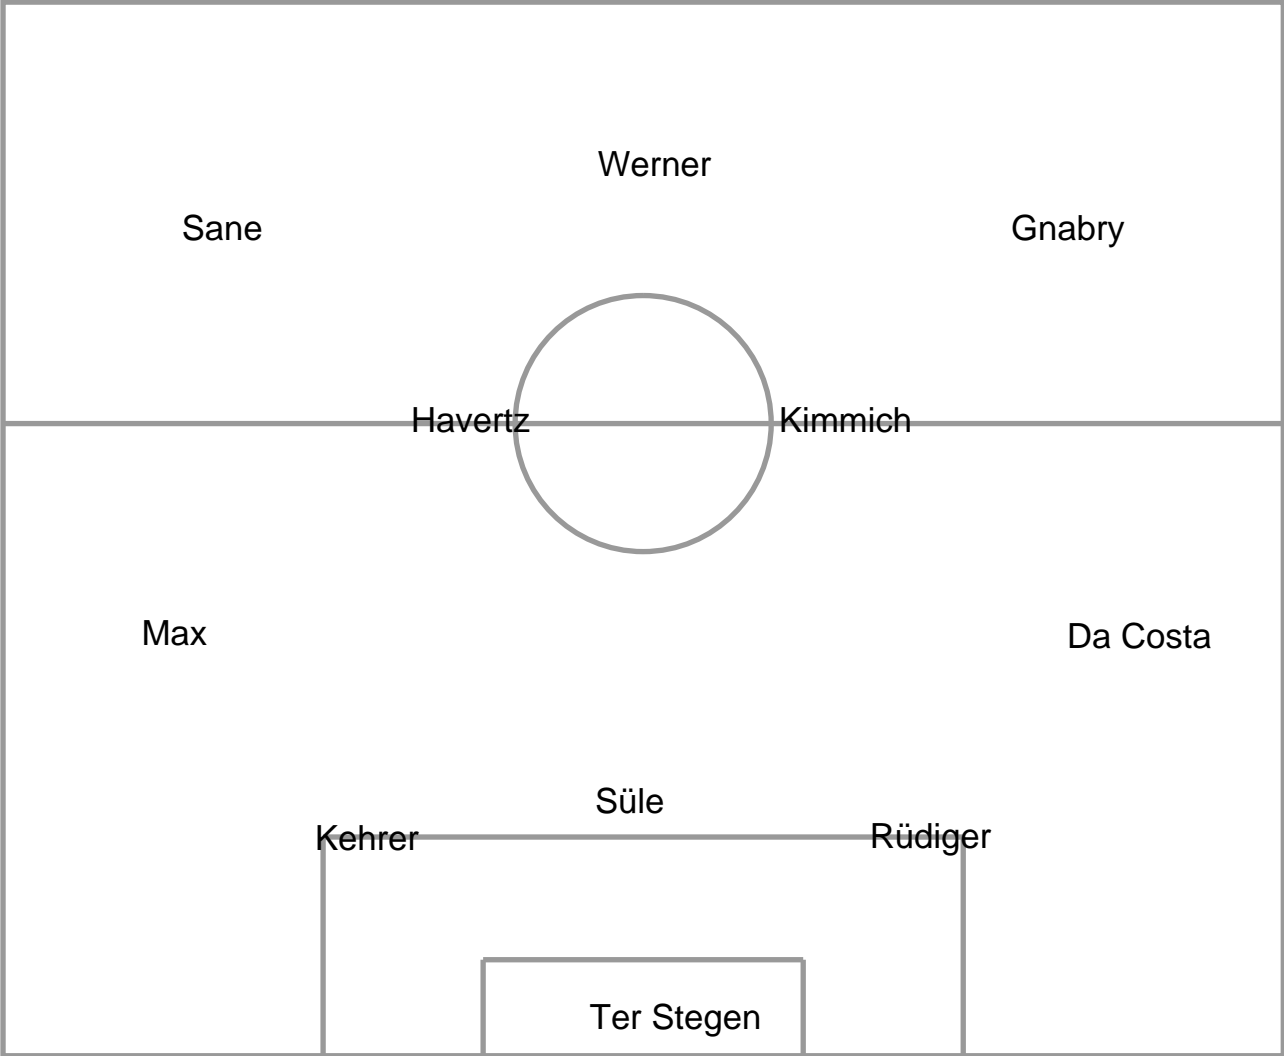 Werner
Sane
Gnabry
Havertz
Kimmich
Max
Da Costa
Süle
Kehrer
Rüdiger
Ter Stegen